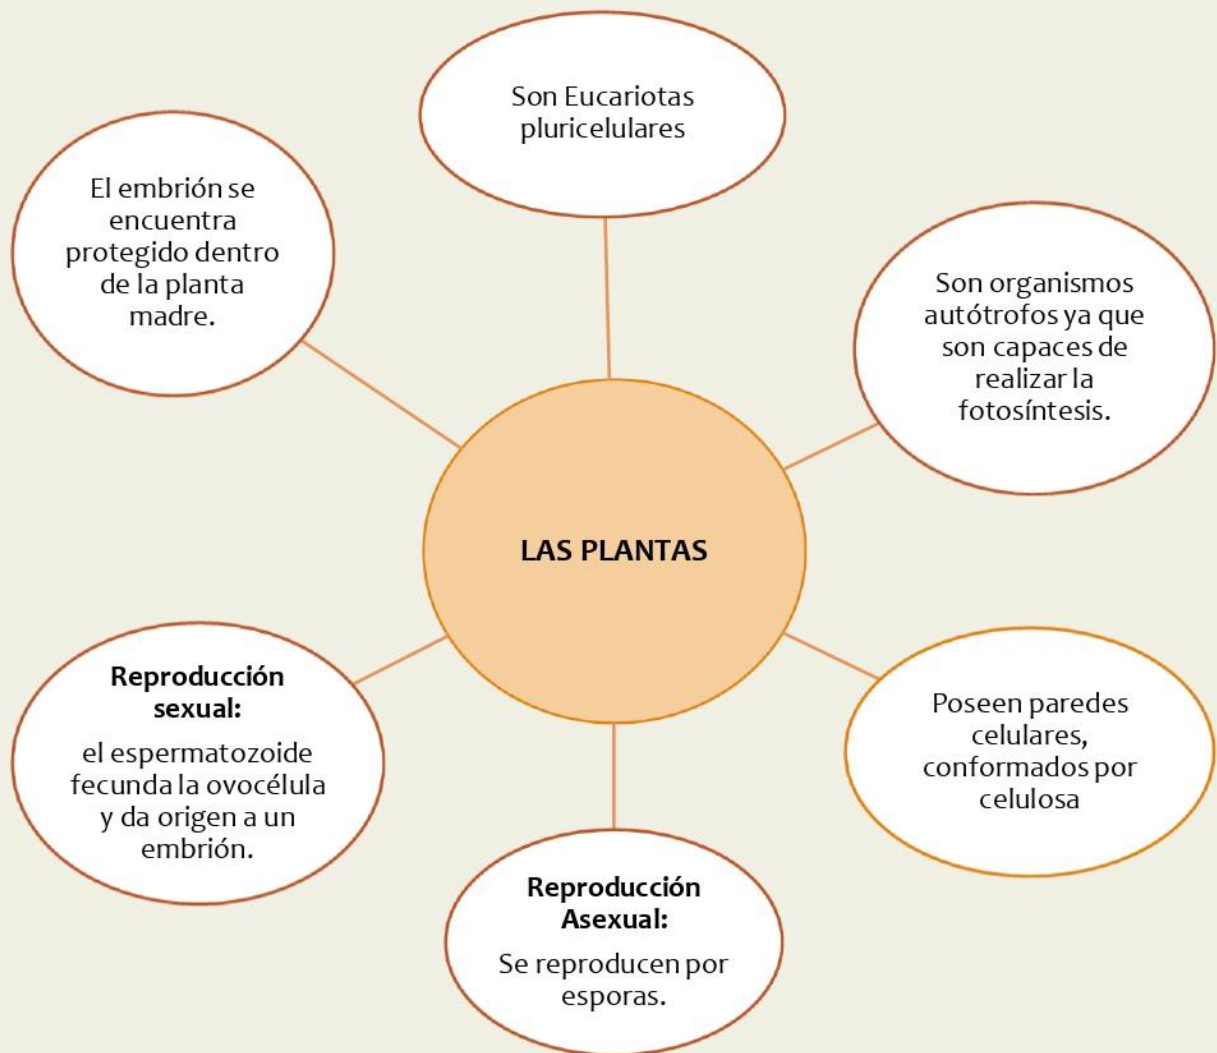 Son Eucariotas
pluricelulares
El embrión se
encuentra
protegido dentro
de la planta
madre.
Son organismos
autótrofos ya que
son capaces de
realizar la
fotosíntesis.
LAS PLANTAS
Reproducción
sexual:
el espermatozoide
fecunda la ovocélula
y da origen a un
embrión.
Poseen paredes
celulares,
conformados por
celulosa
Reproducción
Asexual:
Se reproducen por
esporas.